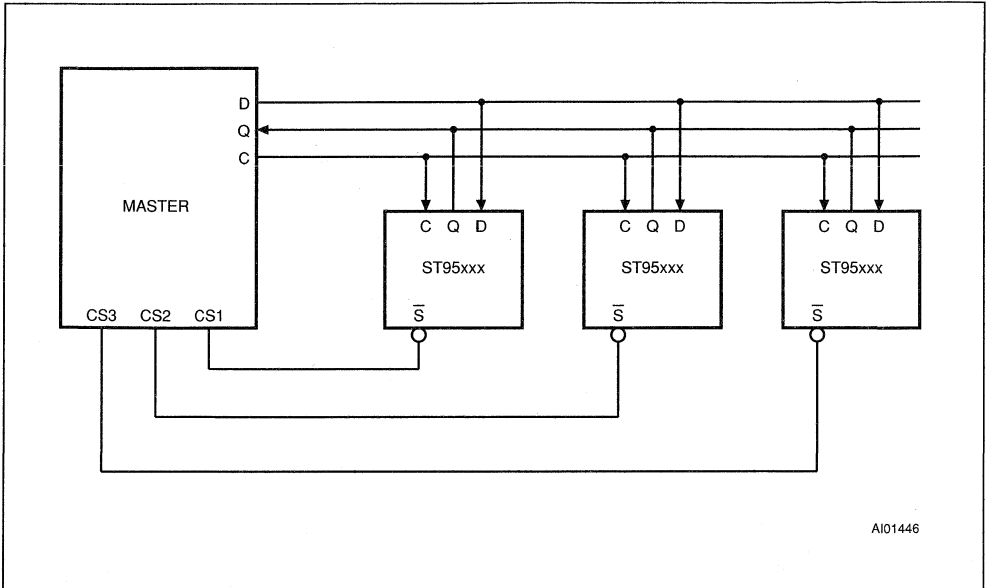 D
Q
C
MASTER
CS3 CS2 CS1
C Q D
ST95xxx
S̅
C Q D
ST95xxx
S̅
C Q D
ST95xxx
S̅
AI01446